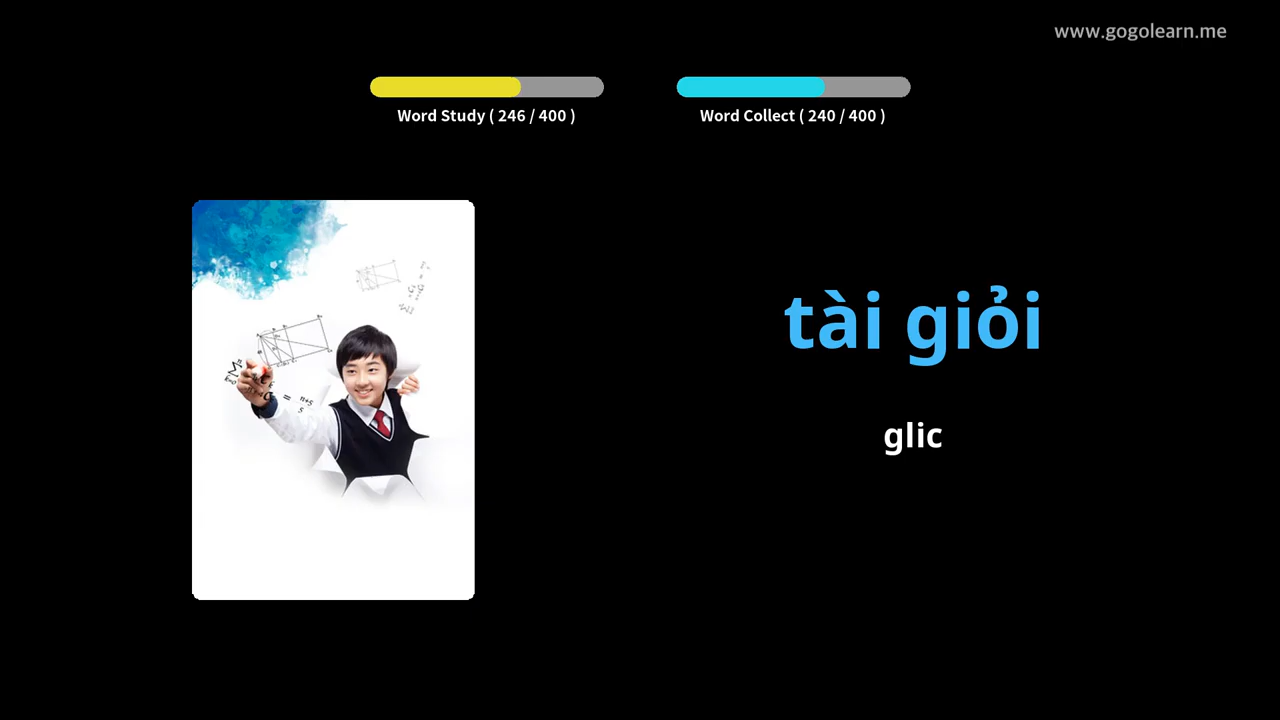 www.gogolearn.me
Word Study ( 246 / 400 )
Word Collect ( 240 / 400 )
tài giỏi
glic